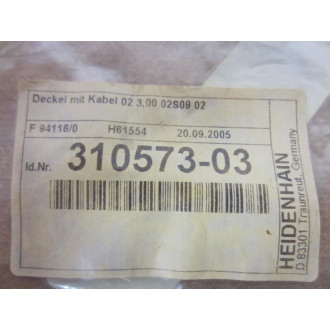 Deckel mit Kabel 02 3,00 02S09 02
F 94116/0 H61554 20.09.2005
Id.Nr. 310573-03
HEIDENHAIN
D 83301 Traunreut, Germany